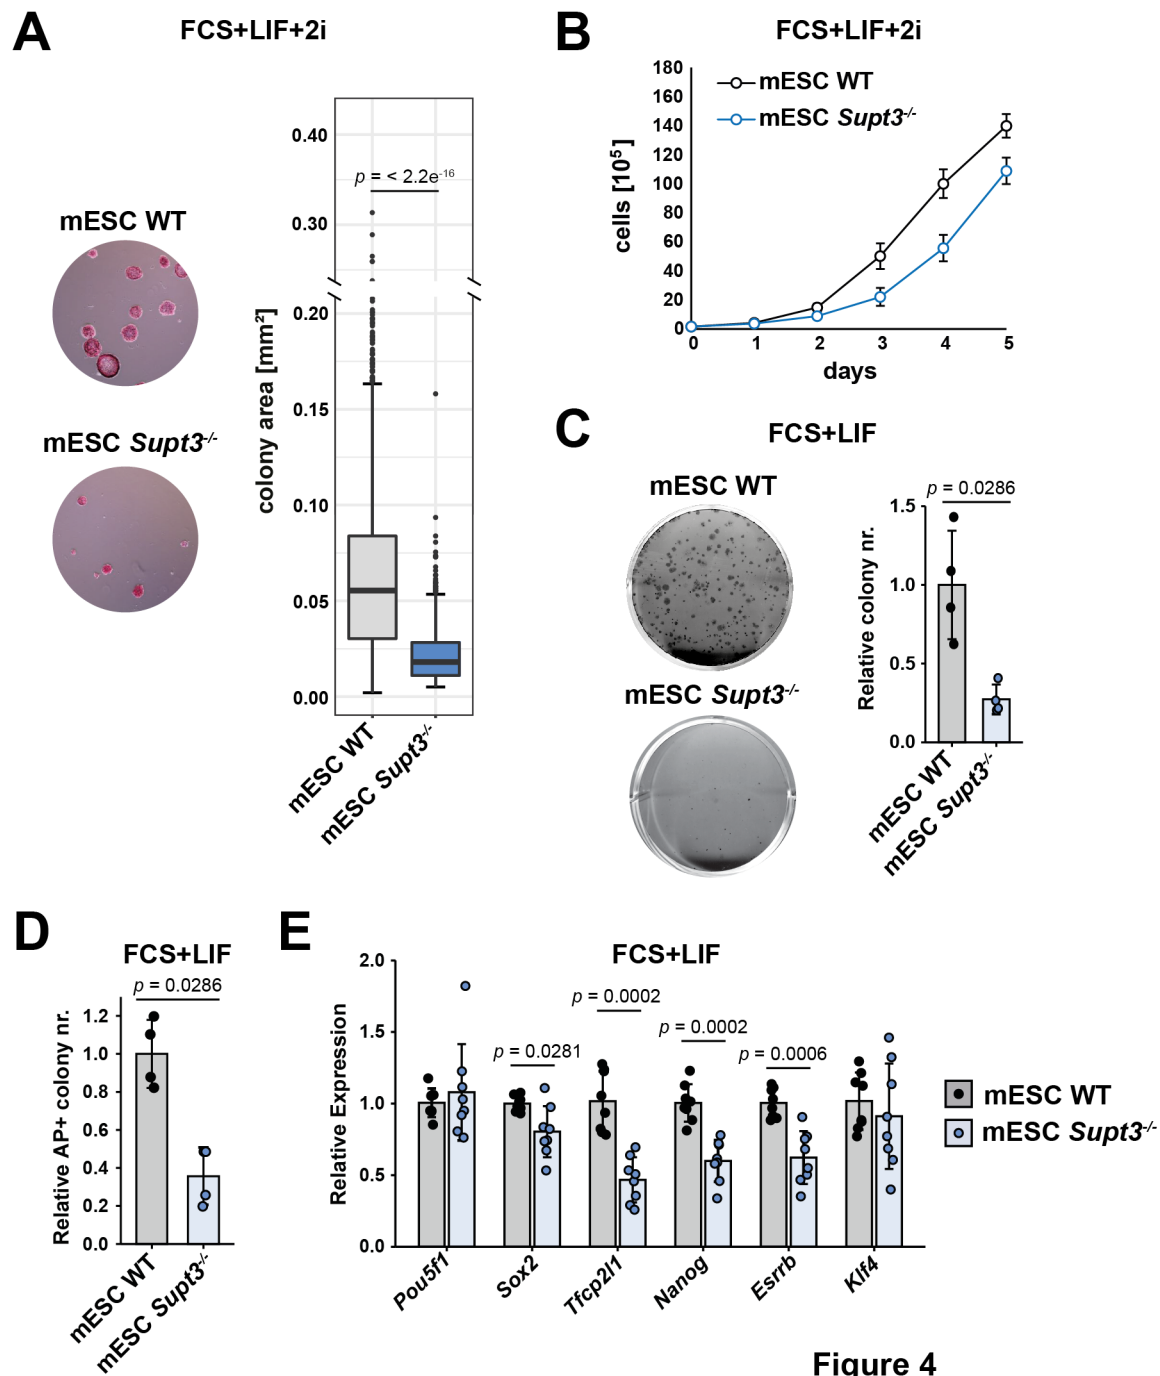 A
FCS+LIF+2i
mESC WT
mESC Supt3-/-
colony area [mm²]
0.40
0.30
0.20
0.15
0.10
0.05
0.00
p = < 2.2e-16
mESC WT
mESC Supt3-/-
B
FCS+LIF+2i
mESC WT
mESC Supt3-/-
cells [10⁵]
180
160
140
120
100
80
60
40
20
0
0 1 2 3 4 5
days
C
FCS+LIF
mESC WT
mESC Supt3-/-
p = 0.0286
Relative colony nr.
1.5
1.0
0.5
0.0
mESC WT
mESC Supt3-/-
D
FCS+LIF
p = 0.0286
Relative AP+ colony nr.
1.2
1.0
0.8
0.6
0.4
0.2
0.0
mESC WT
mESC Supt3-/-
E
FCS+LIF
Relative Expression
2.0
1.5
1.0
0.5
0.0
p = 0.0281
p = 0.0002
p = 0.0002
p = 0.0006
Pou5f1
Sox2
Tfcp2l1
Nanog
Esrrb
Klf4
mESC WT
mESC Supt3-/-
Figure 4